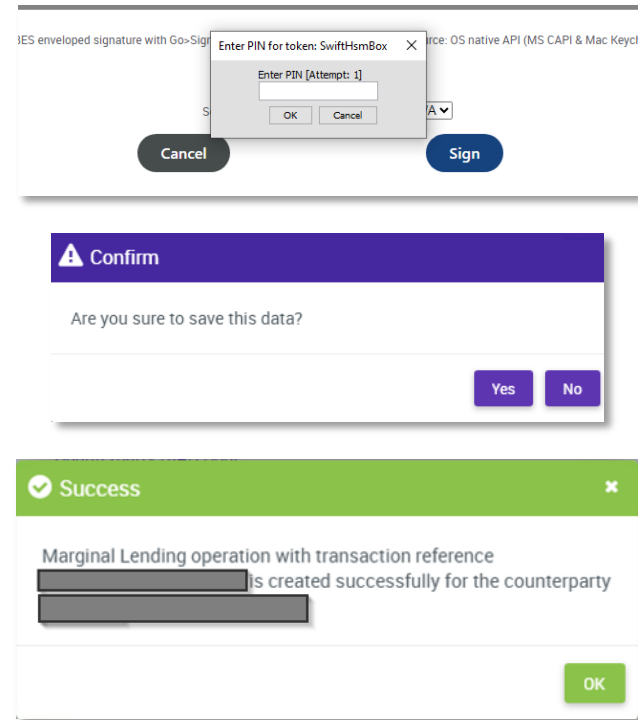 Enter PIN for token: SwiftHsmBox
BES enveloped signature with Go>Sign
rce: OS native API (MS CAPI & Mac Keych
Enter PIN [Attempt: 1]
OK Cancel
Cancel
Sign
Confirm
Are you sure to save this data?
Yes No
Success
Marginal Lending operation with transaction reference
is created successfully for the counterparty
OK